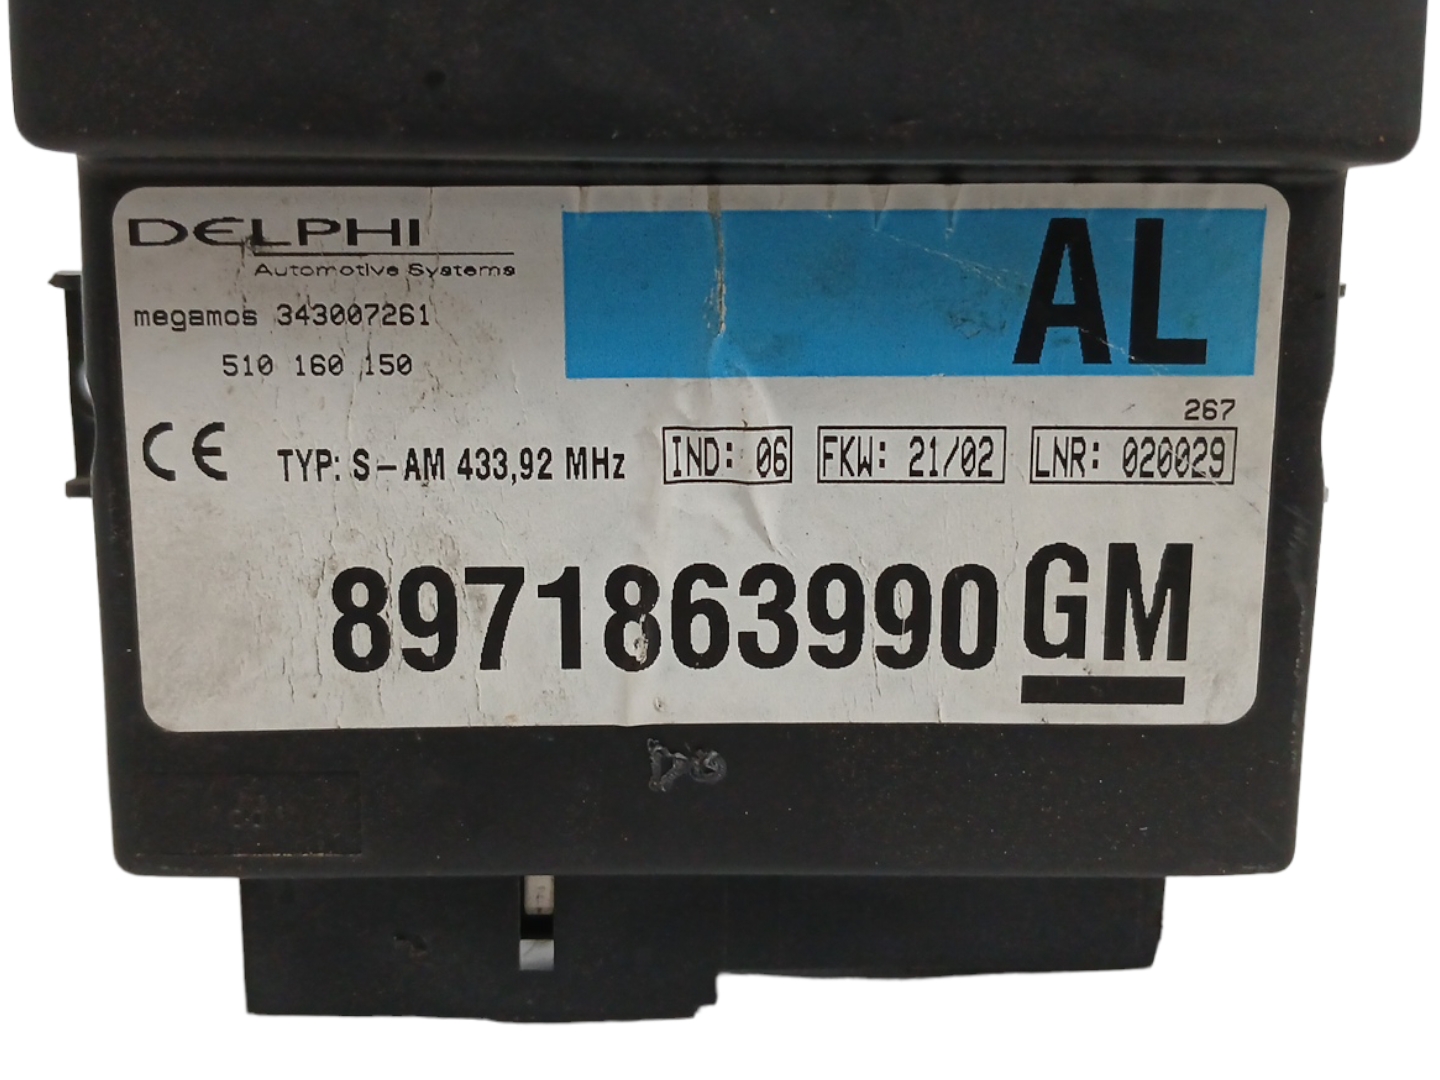 DELPHI
Automotive Systems
AL
megamos 343007261
510 160 150
267
CE TYP: S-AM 433,92 MHz IND: 06 FKW: 21/02 LNR: 020029
8971863990 GM